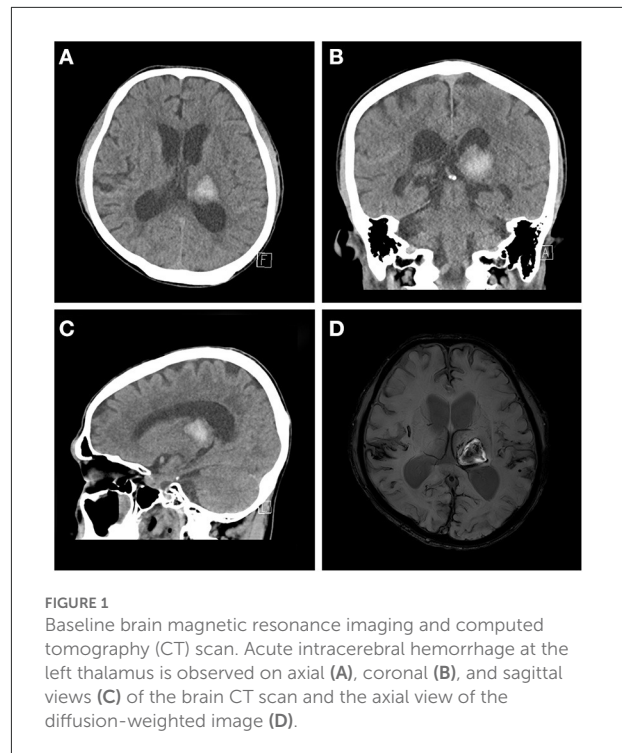 A
B
F
A
C
D
FIGURE 1
Baseline brain magnetic resonance imaging and computed
tomography (CT) scan. Acute intracerebral hemorrhage at the
left thalamus is observed on axial (A), coronal (B), and sagittal
views (C) of the brain CT scan and the axial view of the
diffusion-weighted image (D).